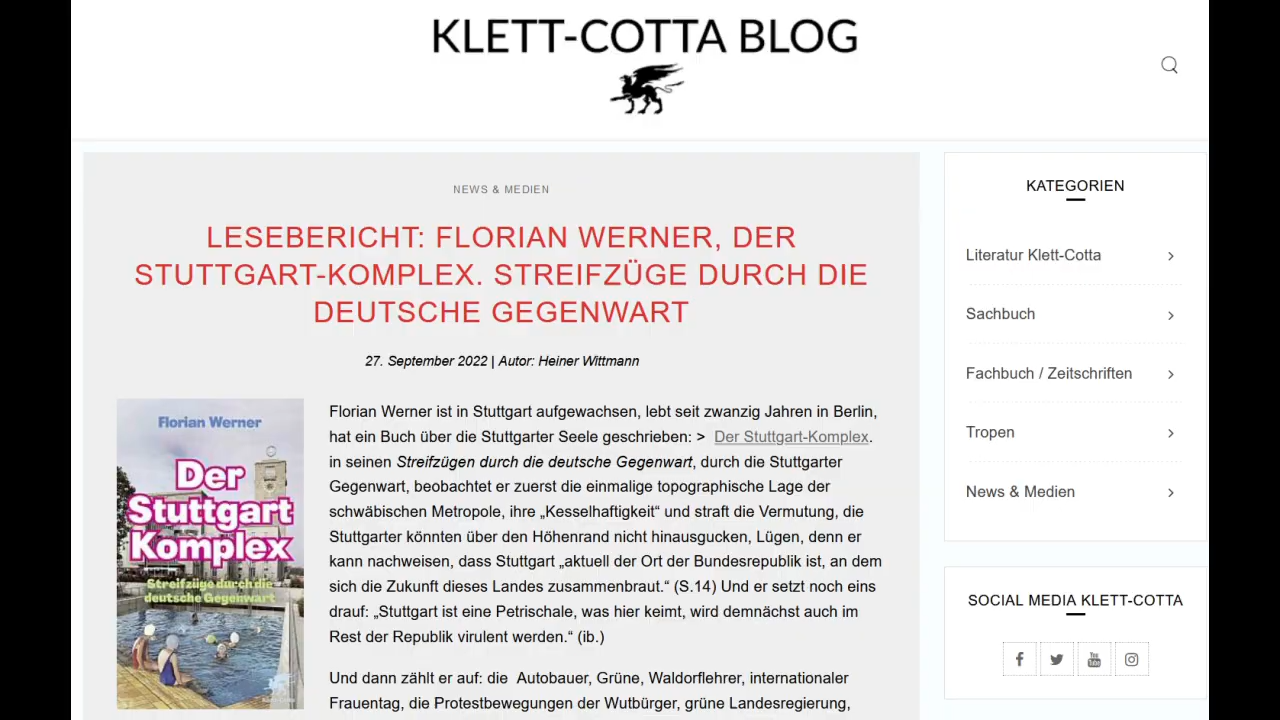 KLETT-COTTA BLOG
NEWS & MEDIEN
LESEBERICHT: FLORIAN WERNER, DER
STUTTGART-KOMPLEX. STREIFZÜGE DURCH DIE
DEUTSCHE GEGENWART
27. September 2022 | Autor: Heiner Wittmann
Florian Werner
Der
Stuttgart
Komplex
Streifzüge durch die
deutsche Gegenwart
Florian Werner ist in Stuttgart aufgewachsen, lebt seit zwanzig Jahren in Berlin,
hat ein Buch über die Stuttgarter Seele geschrieben: > Der Stuttgart-Komplex.
in seinen Streifzügen durch die deutsche Gegenwart, durch die Stuttgarter
Gegenwart, beobachtet er zuerst die einmalige topographische Lage der
schwäbischen Metropole, ihre „Kesselhaftigkeit“ und straft die Vermutung, die
Stuttgarter könnten über den Höhenrand nicht hinausgucken, Lügen, denn er
kann nachweisen, dass Stuttgart „aktuell der Ort der Bundesrepublik ist, an dem
sich die Zukunft dieses Landes zusammenbraut.“ (S.14) Und er setzt noch eins
drauf: „Stuttgart ist eine Petrischale, was hier keimt, wird demnächst auch im
Rest der Republik virulent werden.“ (ib.)
Und dann zählt er auf: die Autobauer, Grüne, Waldorflehrer, internationaler
Frauentag, die Protestbewegungen der Wutbürger, grüne Landesregierung,
KATEGORIEN
Literatur Klett-Cotta
Sachbuch
Fachbuch / Zeitschriften
Tropen
News & Medien
SOCIAL MEDIA KLETT-COTTA